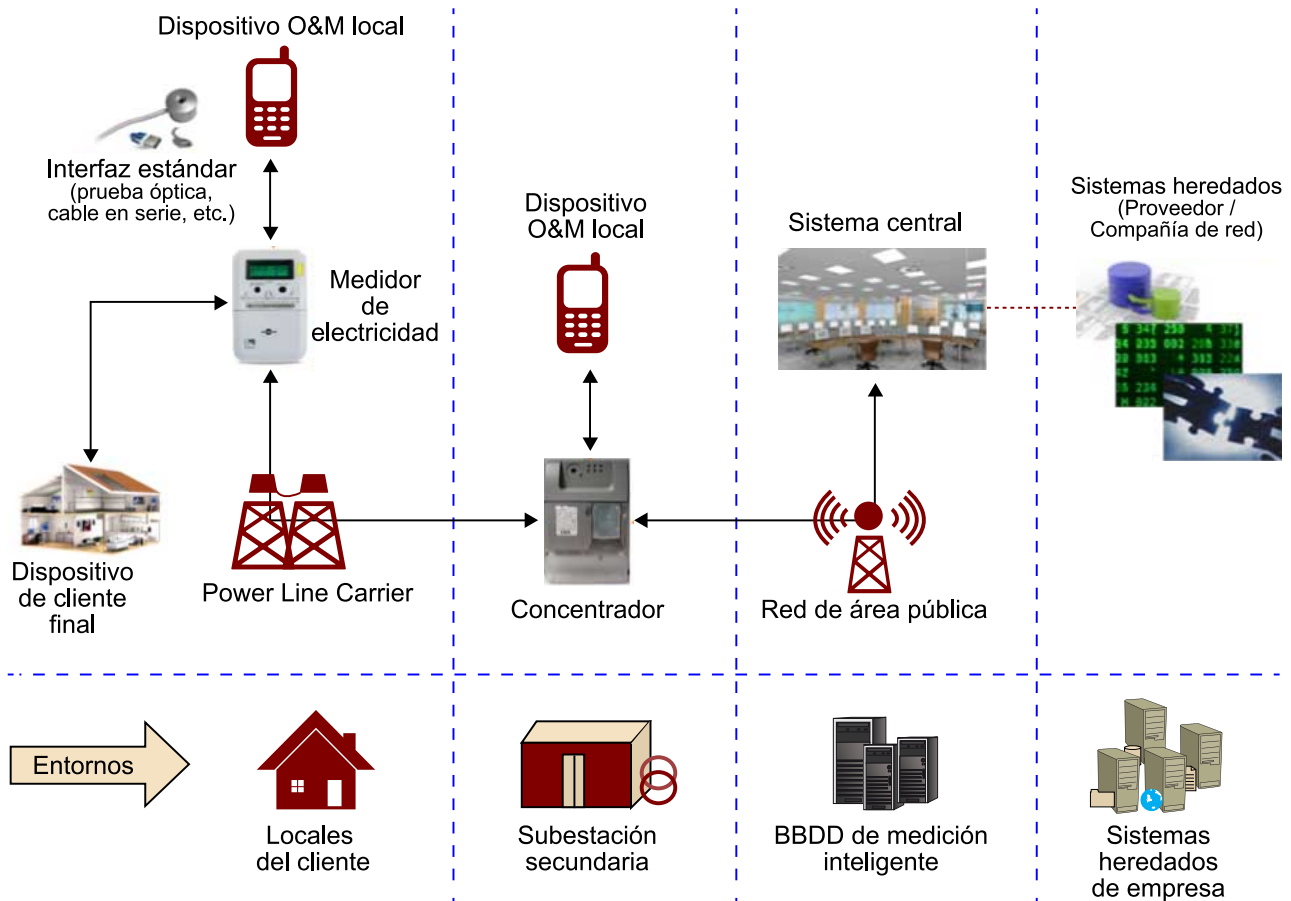 Dispositivo O&M local
Interfaz estándar
(prueba óptica,
cable en serie, etc.)
Medidor
de
electricidad
Dispositivo
de cliente
final
Power Line Carrier
Dispositivo
O&M local
Concentrador
Sistema central
Red de área pública
Sistemas heredados
(Proveedor /
Compañía de red)
Entornos
Locales
del cliente
Subestación
secundaria
BBDD de medición
inteligente
Sistemas
heredados
de empresa